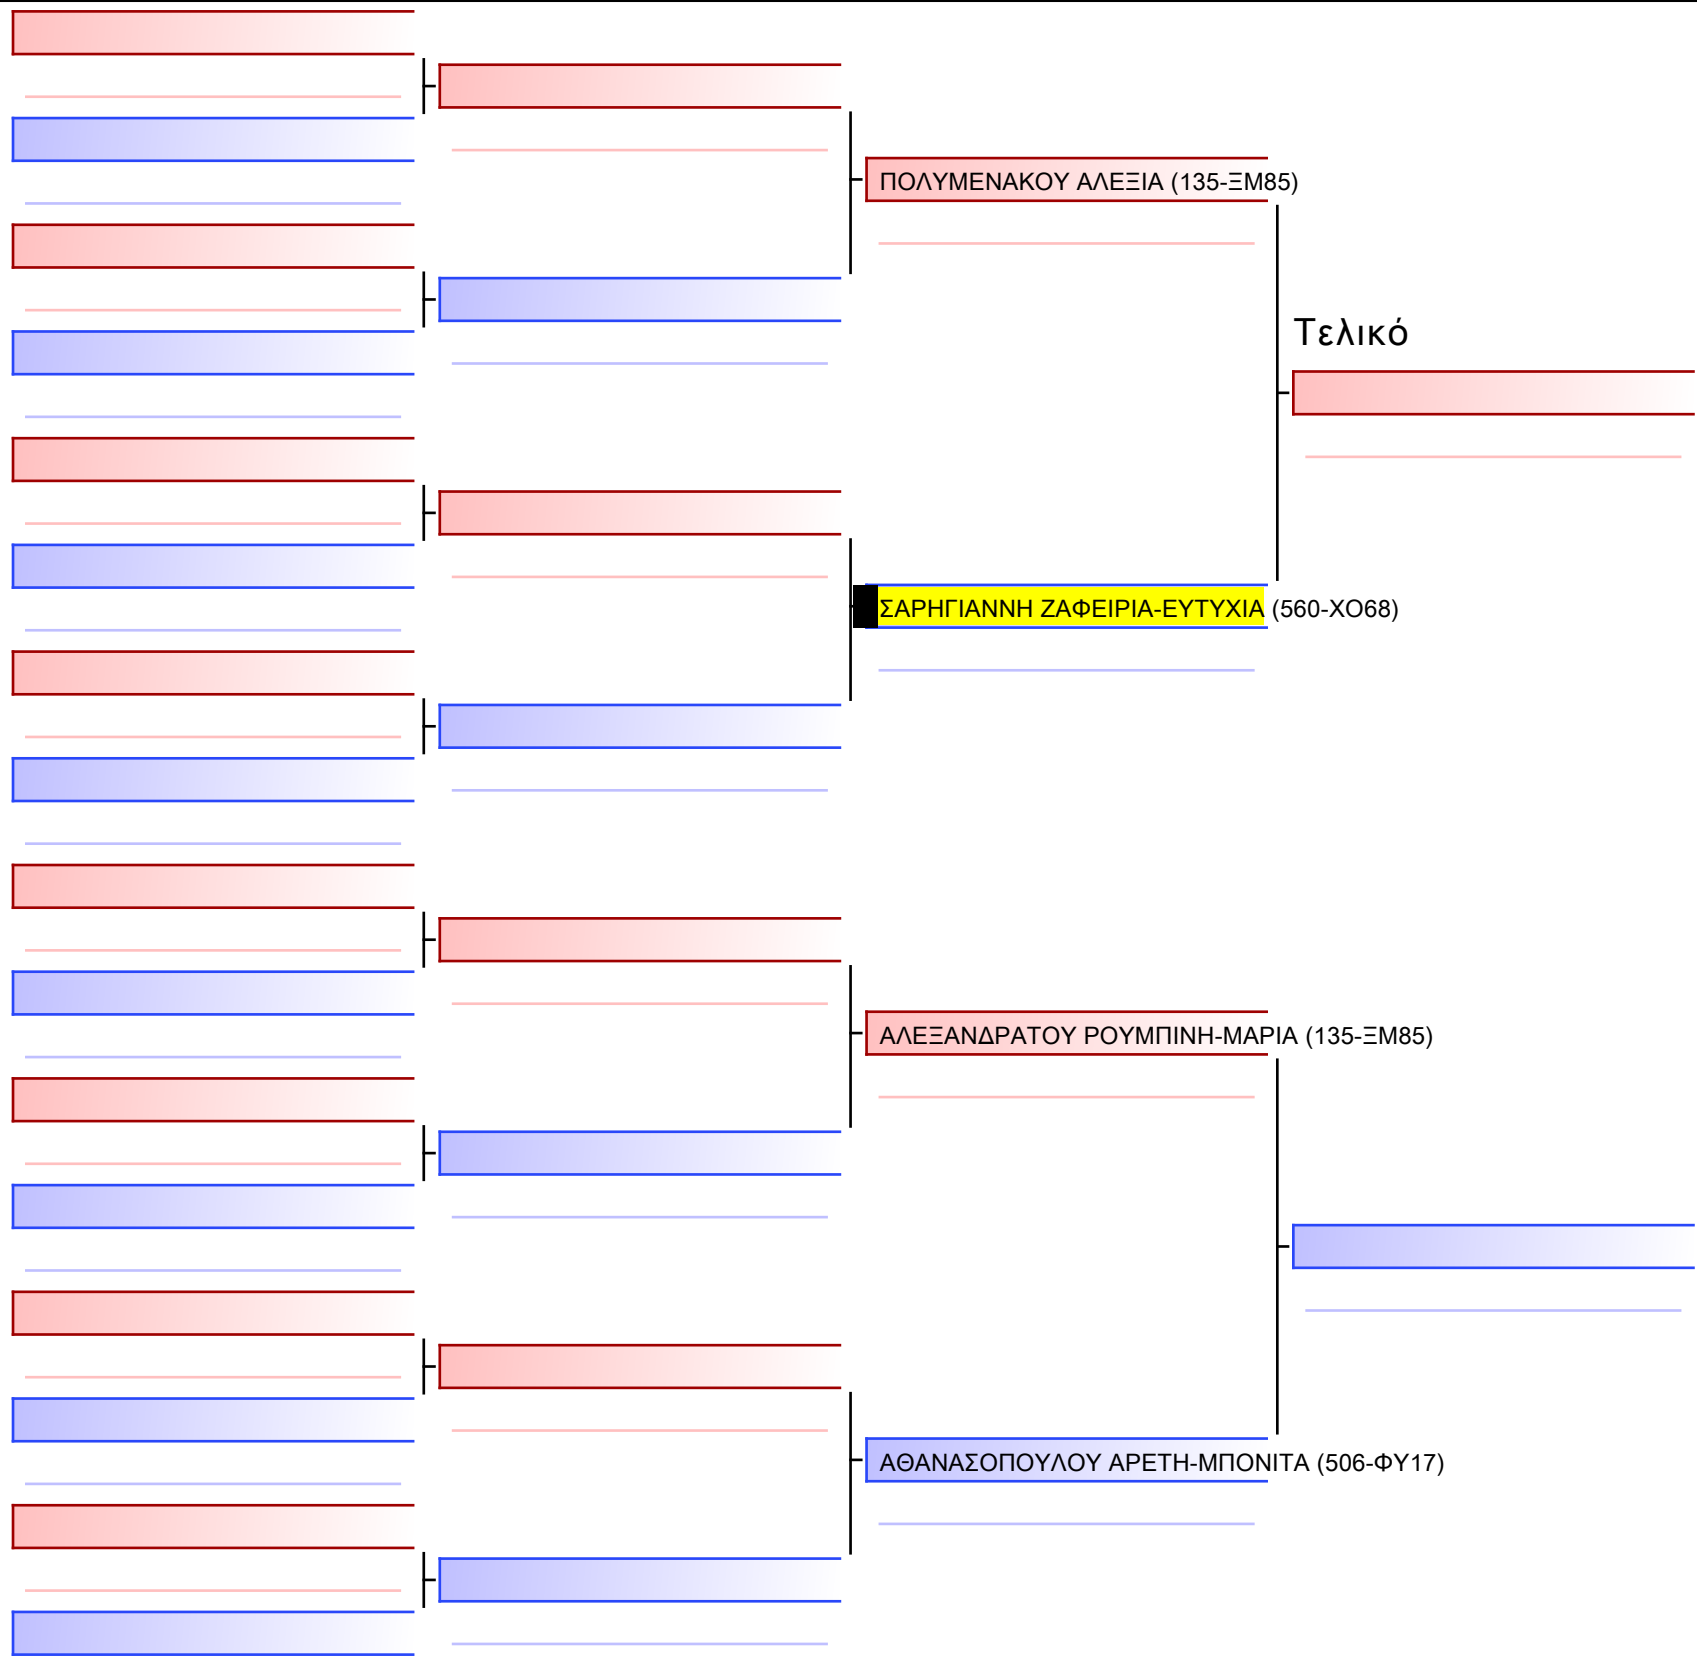 ΠΟΛΥΜΕΝΑΚΟΥ ΑΛΕΞΙΑ (135-ΞΜ85)
Τελικό
ΣΑΡΗΓΙΑΝΝΗ ΖΑΦΕΙΡΙΑ-ΕΥΤΥΧΙΑ (560-ΧΟ68)
ΑΛΕΞΑΝΔΡΑΤΟΥ ΡΟΥΜΠΙΝΗ-ΜΑΡΙΑ (135-ΞΜ85)
ΑΘΑΝΑΣΟΠΟΥΛΟΥ ΑΡΕΤΗ-ΜΠΟΝΙΤΑ (506-ΦΥ17)